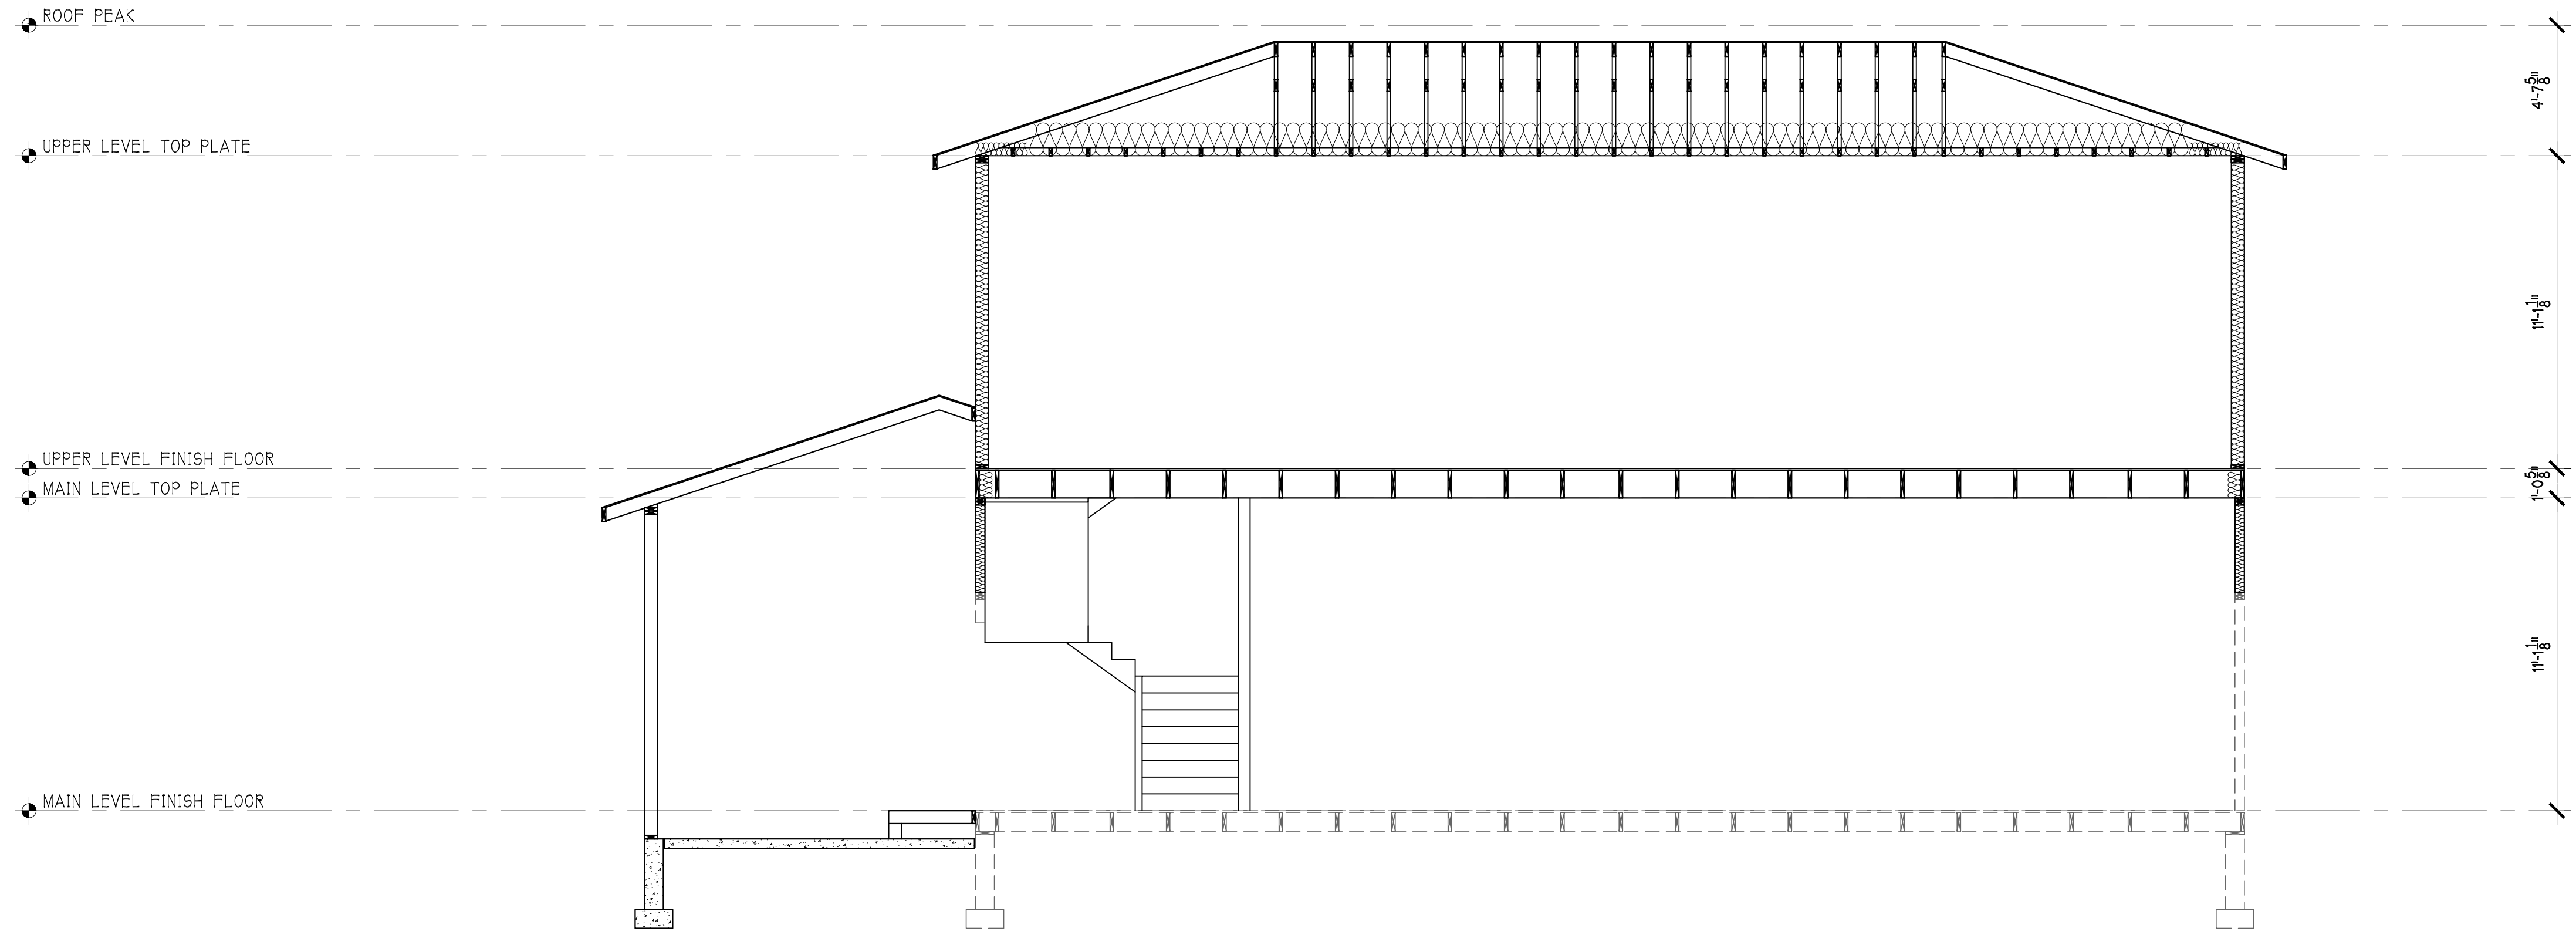 ROOF PEAK
4'-7 5/8"
UPPER LEVEL TOP PLATE
11'-1 1/8"
UPPER LEVEL FINISH FLOOR
1'-0 5/8"
MAIN LEVEL TOP PLATE
11'-1 1/8"
MAIN LEVEL FINISH FLOOR